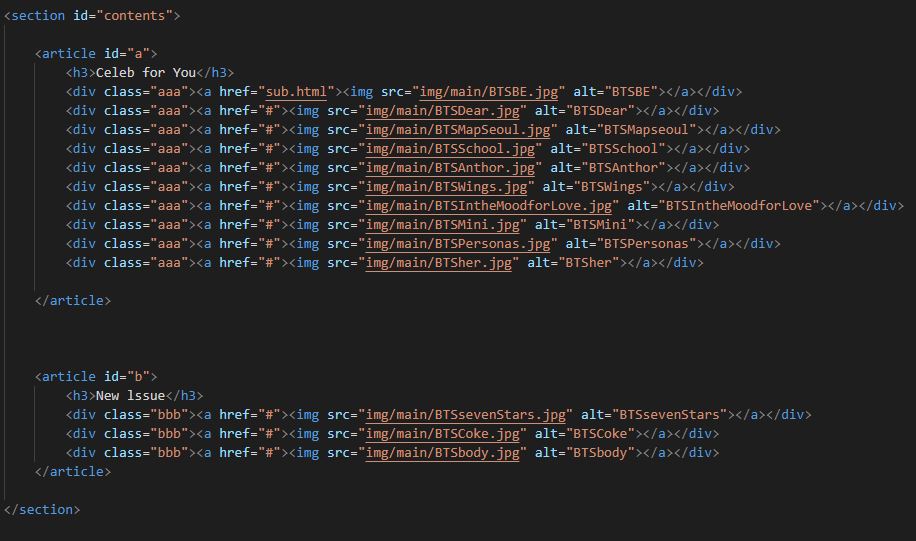 <section id="contents">
<article id="a">
<h3>Celeb for You</h3>
<div class="aaa"><a href="sub.html"><img src="img/main/BTSBE.jpg" alt="BTSBE"></a></div>
<div class="aaa"><a href="#"><img src="img/main/BTSDear.jpg" alt="BTSDear"></a></div>
<div class="aaa"><a href="#"><img src="img/main/BTSMapSeoul.jpg" alt="BTSMapseoul"></a></div>
<div class="aaa"><a href="#"><img src="img/main/BTSSchool.jpg" alt="BTSSchool"></a></div>
<div class="aaa"><a href="#"><img src="img/main/BTSAnthor.jpg" alt="BTSAnthor"></a></div>
<div class="aaa"><a href="#"><img src="img/main/BTSWings.jpg" alt="BTSWings"></a></div>
<div class="aaa"><a href="#"><img src="img/main/BTSIntheMoodforLove.jpg" alt="BTSIntheMoodforLove"></a></div>
<div class="aaa"><a href="#"><img src="img/main/BTSMini.jpg" alt="BTSMini"></a></div>
<div class="aaa"><a href="#"><img src="img/main/BTSPersonas.jpg" alt="BTSPersonas"></a></div>
<div class="aaa"><a href="#"><img src="img/main/BTSher.jpg" alt="BTSher"></a></div>
</article>
<article id="b">
<h3>New lssue</h3>
<div class="bbb"><a href="#"><img src="img/main/BTSsevenStars.jpg" alt="BTSsevenStars"></a></div>
<div class="bbb"><a href="#"><img src="img/main/BTSCoke.jpg" alt="BTSCoke"></a></div>
<div class="bbb"><a href="#"><img src="img/main/BTSbody.jpg" alt="BTSbody"></a></div>
</article>
</section>